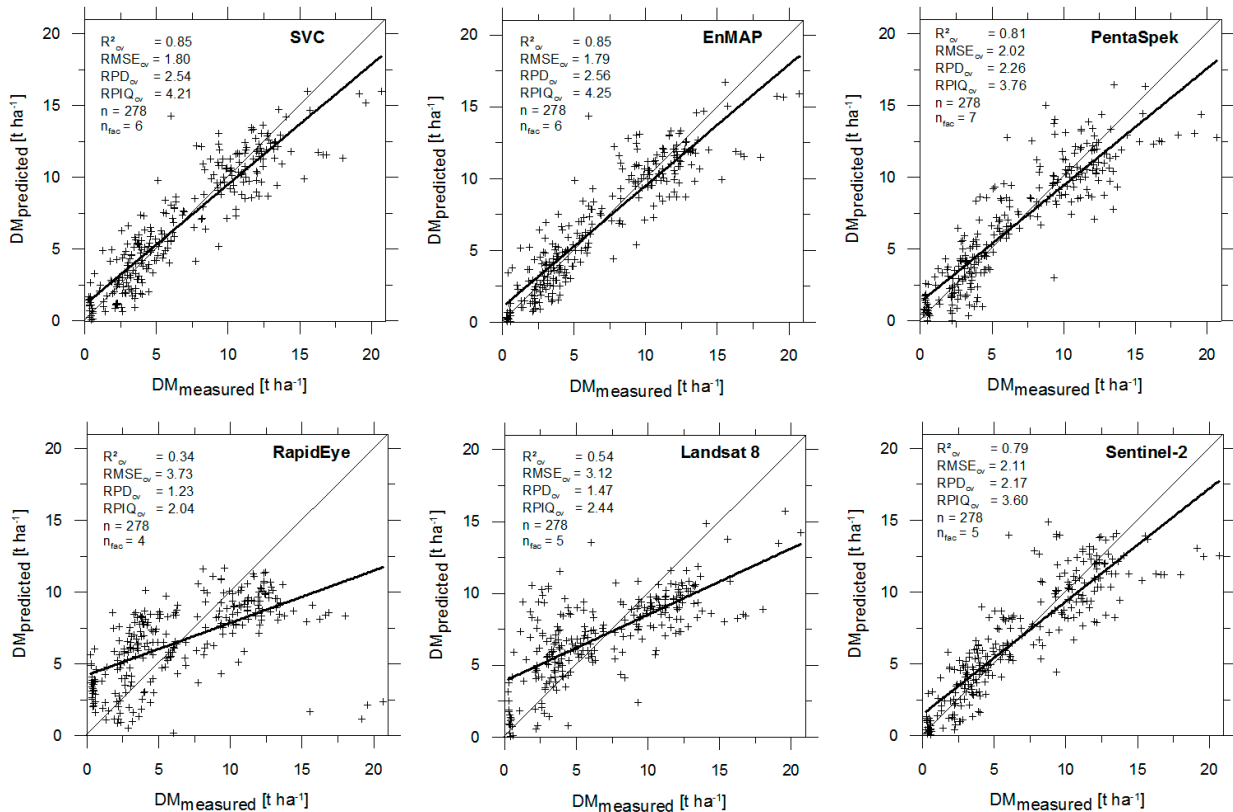 SVC
R²cv = 0.85
RMSEcv = 1.80
RPDcv = 2.54
RPIQcv = 4.21
n = 278
nfac = 6
20
15
10
5
0
DMpredicted [t ha-1]
0 5 10 15 20
DMmeasured [t ha-1]
EnMAP
R²cv = 0.85
RMSEcv = 1.79
RPDcv = 2.56
RPIQcv = 4.25
n = 278
nfac = 6
20
15
10
5
0
DMpredicted [t ha-1]
0 5 10 15 20
DMmeasured [t ha-1]
PentaSpek
R²cv = 0.81
RMSEcv = 2.02
RPDcv = 2.26
RPIQcv = 3.76
n = 278
nfac = 7
20
15
10
5
0
DMpredicted [t ha-1]
0 5 10 15 20
DMmeasured [t ha-1]
RapidEye
R²cv = 0.34
RMSEcv = 3.73
RPDcv = 1.23
RPIQcv = 2.04
n = 278
nfac = 4
20
15
10
5
0
DMpredicted [t ha-1]
0 5 10 15 20
DMmeasured [t ha-1]
Landsat 8
R²cv = 0.54
RMSEcv = 3.12
RPDcv = 1.47
RPIQcv = 2.44
n = 278
nfac = 5
20
15
10
5
0
DMpredicted [t ha-1]
0 5 10 15 20
DMmeasured [t ha-1]
Sentinel-2
R²cv = 0.79
RMSEcv = 2.11
RPDcv = 2.17
RPIQcv = 3.60
n = 278
nfac = 5
20
15
10
5
0
DMpredicted [t ha-1]
0 5 10 15 20
DMmeasured [t ha-1]